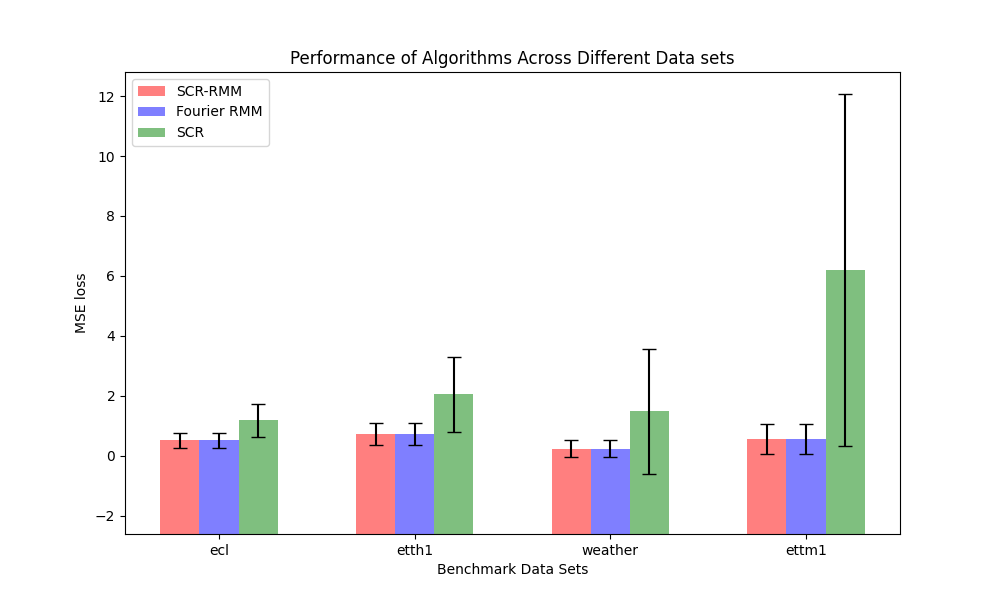 Performance of Algorithms Across Different Data sets
SCR-RMM
Fourier RMM
SCR
12
10
8
6
4
2
0
−2
MSE loss
ecl
etth1
weather
ettm1
Benchmark Data Sets